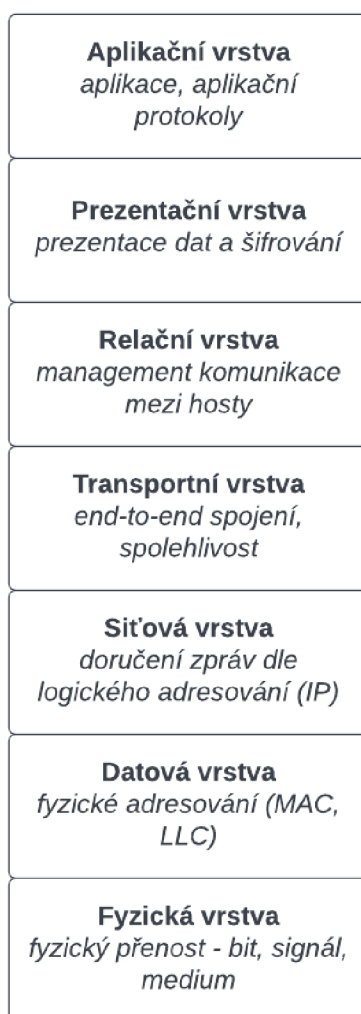 Aplikační vrstva
aplikace, aplikační
protokoly
Prezentační vrstva
prezentace dat a šifrování
Relační vrstva
management komunikace
mezi hosty
Transportní vrstva
end-to-end spojení,
spolehlivost
Siťová vrstva
doručení zpráv dle
logického adresování (IP)
Datová vrstva
fyzické adresování (MAC,
LLC)
Fyzická vrstva
fyzický přenost - bit, signál,
medium